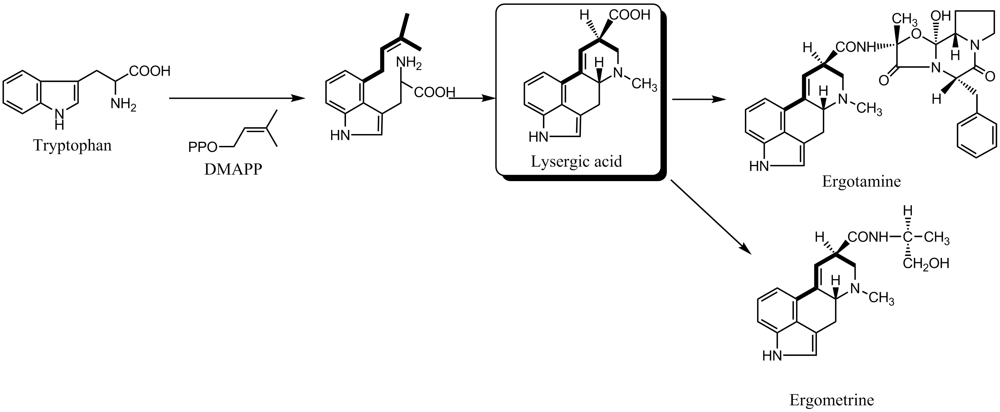 COOH
NH2
N
H
Tryptophan
PPO
DMAPP
NH2
COOH
HN
H
COOH
H
N
CH3
HN
Lysergic acid
CH3
OH
O
H
CONH
N
H
O
N
O
H
H
N
CH3
HN
Ergotamine
H
H
CONH
C
CH3
CH2OH
H
N
CH3
HN
Ergometrine